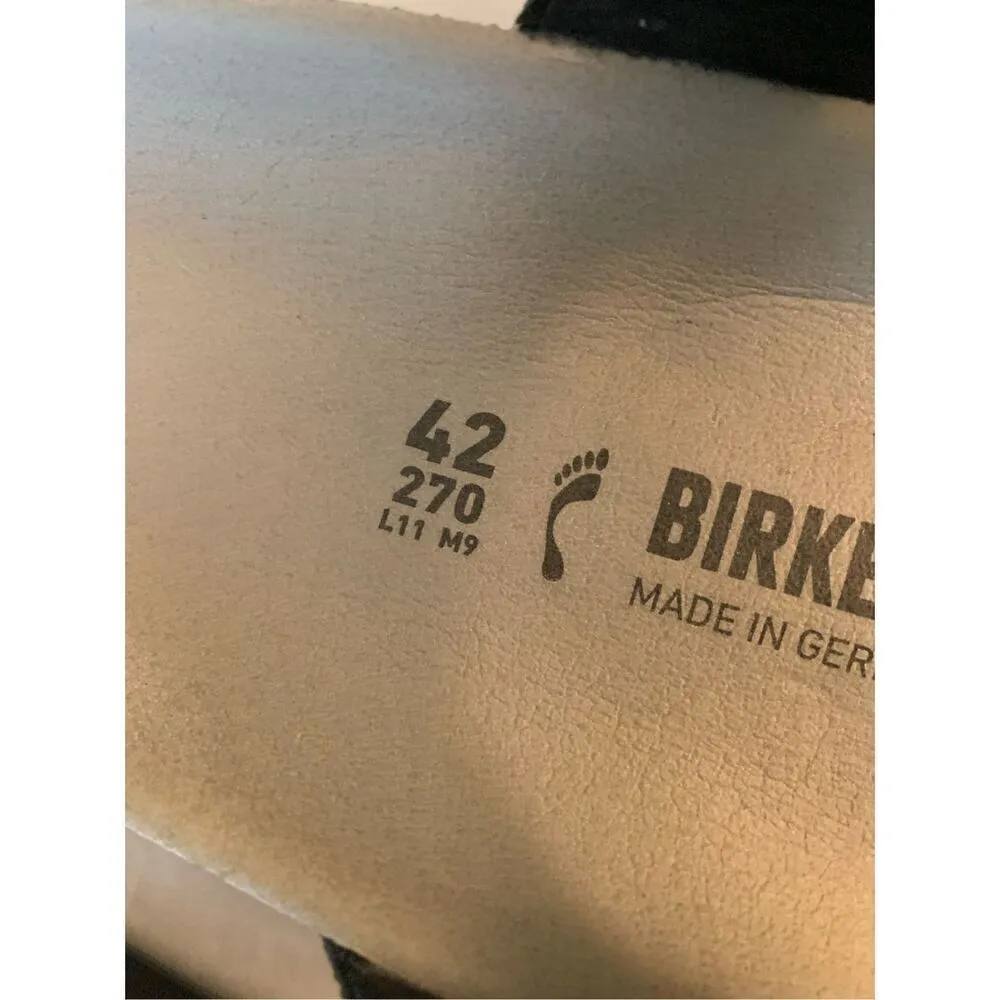 42
270
L11 M9
BIRKE
MADE IN GER